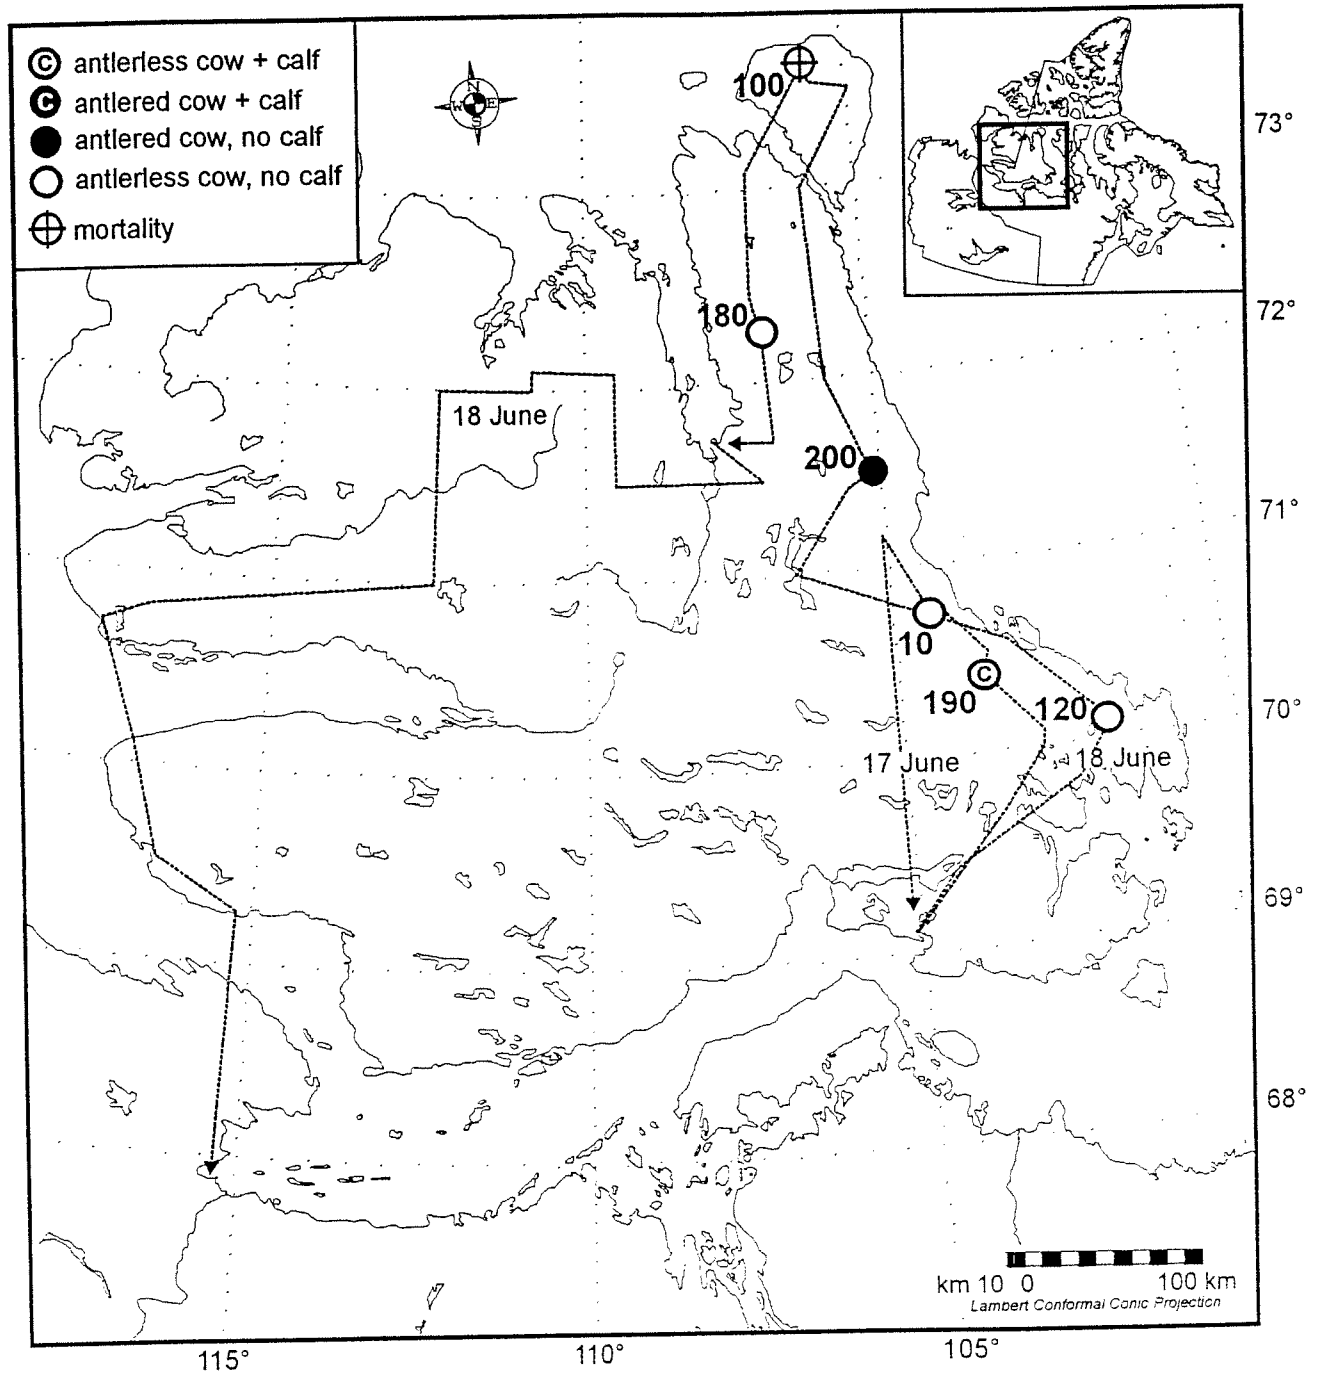 C antlerless cow + calf
C antlered cow + calf
antlered cow, no calf
antlerless cow, no calf
mortality
N
W E
S
100
73°
180
72°
18 June
200
71°
10
C
190
120
70°
17 June
18 June
69°
68°
km 10 0 100 km
Lambert Conformal Conic Projection
115°
110°
105°